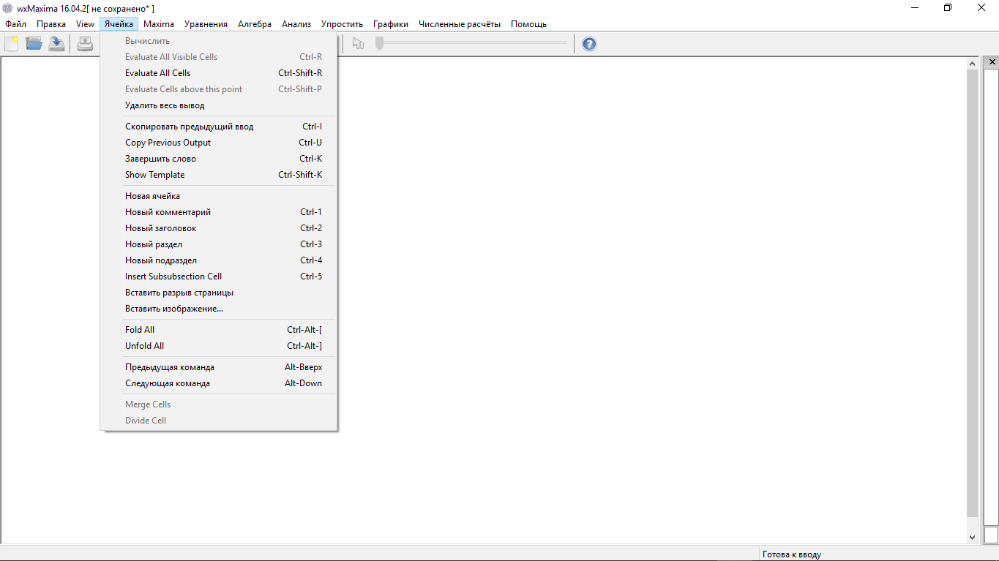 wxMaxima 16.04.2[ не сохранено* ]
Файл Правка View Ячейка Maxima Уравнения Алгебра Анализ Упростить Графики Численные расчёты Помощь
Вычислить
Evaluate All Visible Cells Ctrl-R
Evaluate All Cells Ctrl-Shift-R
Evaluate Cells above this point Ctrl-Shift-P
Удалить весь вывод
Скопировать предыдущий ввод Ctrl-I
Copy Previous Output Ctrl-U
Завершить слово Ctrl-K
Show Template Ctrl-Shift-K
Новая ячейка
Новый комментарий Ctrl-1
Новый заголовок Ctrl-2
Новый раздел Ctrl-3
Новый подраздел Ctrl-4
Insert Subsubsection Cell Ctrl-5
Вставить разрыв страницы
Вставить изображение...
Fold All Ctrl-Alt-[
Unfold All Ctrl-Alt-]
Предыдущая команда Alt-Вверх
Следующая команда Alt-Down
Merge Cells
Divide Cell
Готова к вводу